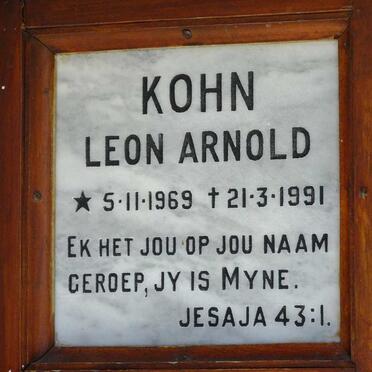 KOHN
LEON ARNOLD
★ 5·11·1969 † 21·3·1991
EK HET JOU OP JOU NAAM
GEROEP, JY IS MYNE.
JESAJA 43:1.